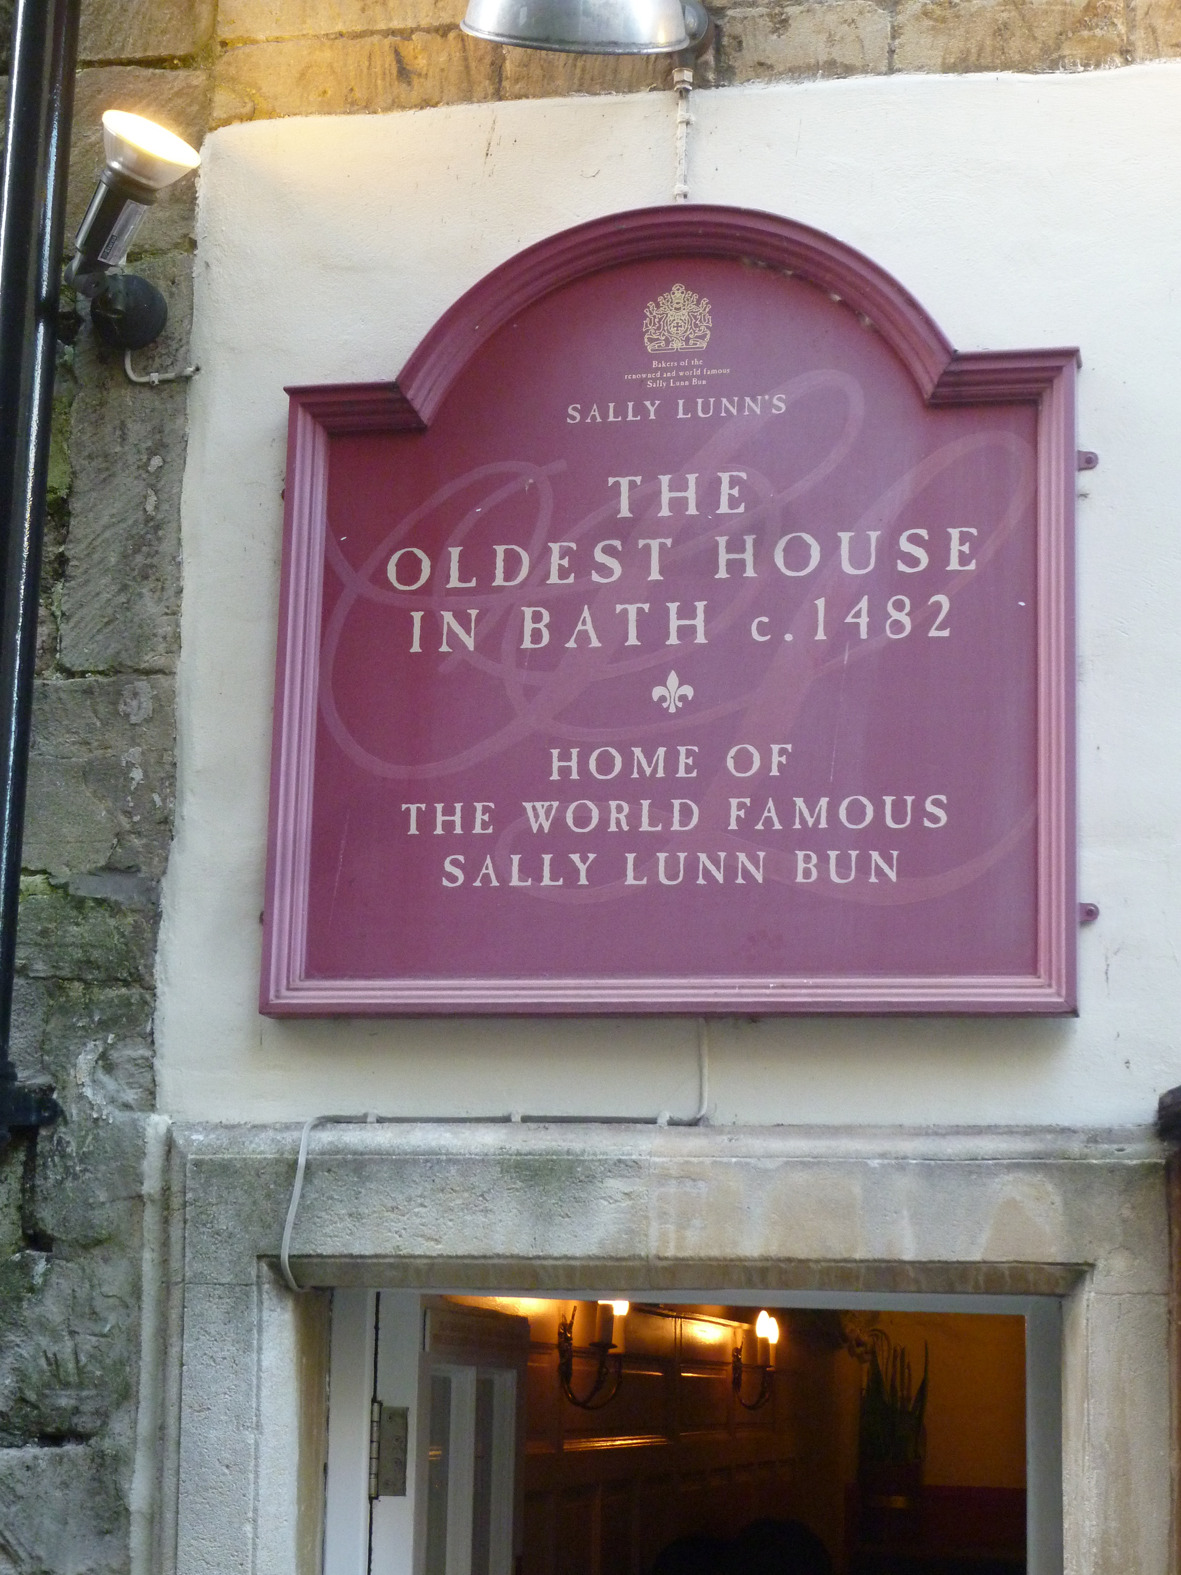 Bakers of the
renowned and world famous
Sally Lunn Bun
SALLY LUNN'S
THE
OLDEST HOUSE
IN BATH c.1482
HOME OF
THE WORLD FAMOUS
SALLY LUNN BUN